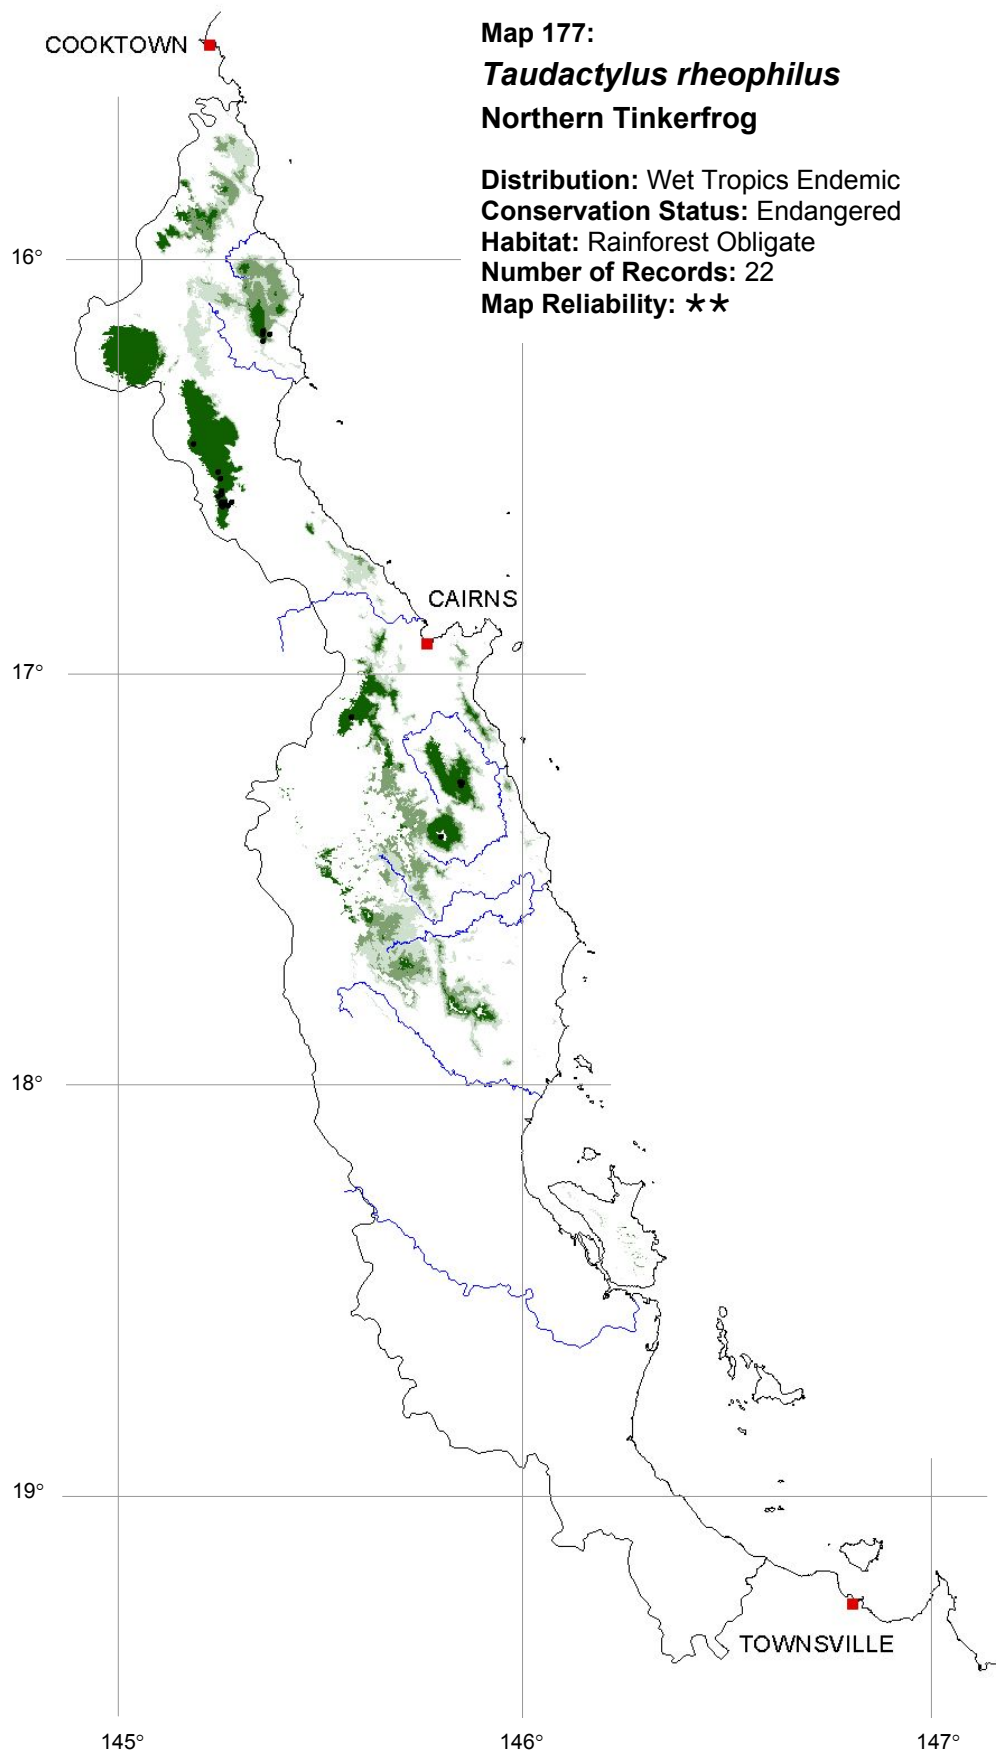 Map 177:
Taudactylus rheophilus
Northern Tinkerfrog
Distribution: Wet Tropics Endemic
Conservation Status: Endangered
Habitat: Rainforest Obligate
Number of Records: 22
Map Reliability: **
COOKTOWN
16°
CAIRNS
17°
18°
19°
TOWNSVILLE
145°
146°
147°